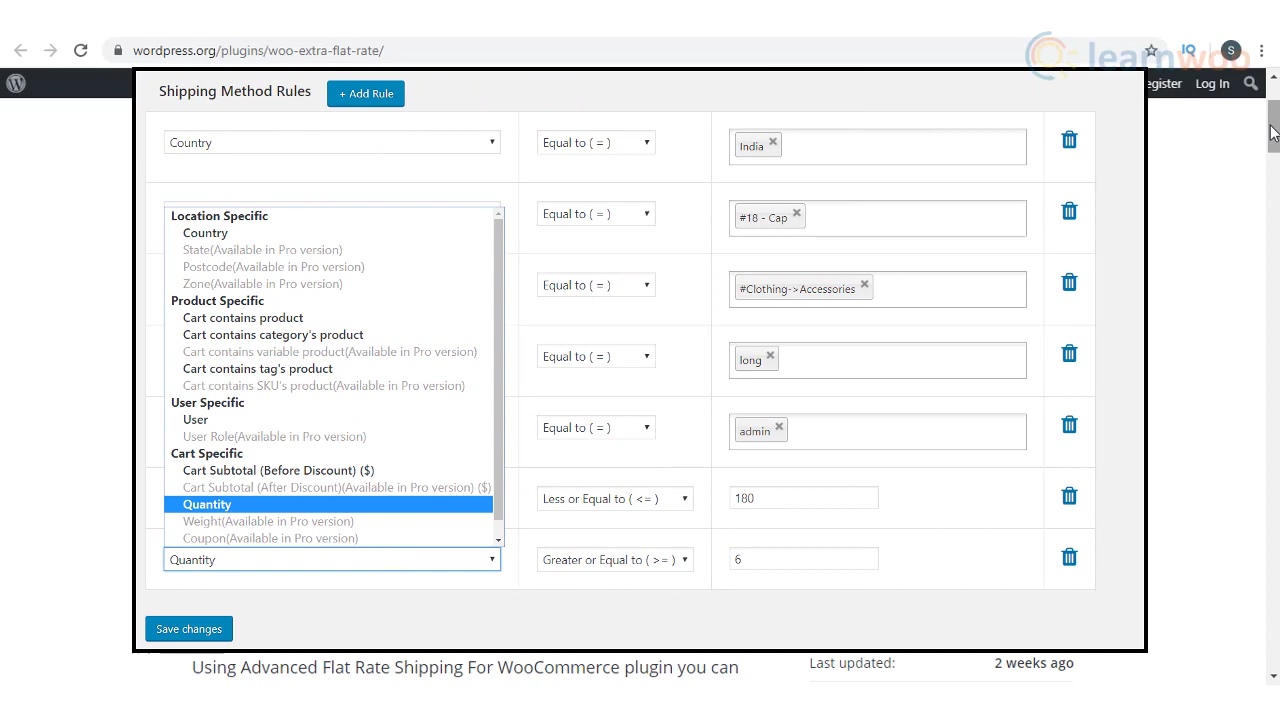 learnwoo
wordpress.org/plugins/woo-extra-flat-rate/
IQ
S
egister
Log In
Shipping Method Rules
+ Add Rule
Country
Equal to ( = )
India
Equal to ( = )
#18 - Cap
Equal to ( = )
#Clothing->Accessories
Equal to ( = )
long
Equal to ( = )
admin
Less or Equal to ( <= )
180
Location Specific
Country
State(Available in Pro version)
Postcode(Available in Pro version)
Zone(Available in Pro version)
Product Specific
Cart contains product
Cart contains category's product
Cart contains variable product(Available in Pro version)
Cart contains tag's product
Cart contains SKU's product(Available in Pro version)
User Specific
User
User Role(Available in Pro version)
Cart Specific
Cart Subtotal (Before Discount) ($)
Cart Subtotal (After Discount)(Available in Pro version) ($)
Quantity
Weight(Available in Pro version)
Coupon(Available in Pro version)
Quantity
Greater or Equal to ( >= )
6
Save changes
Using Advanced Flat Rate Shipping For WooCommerce plugin you can
Last updated:
2 weeks ago